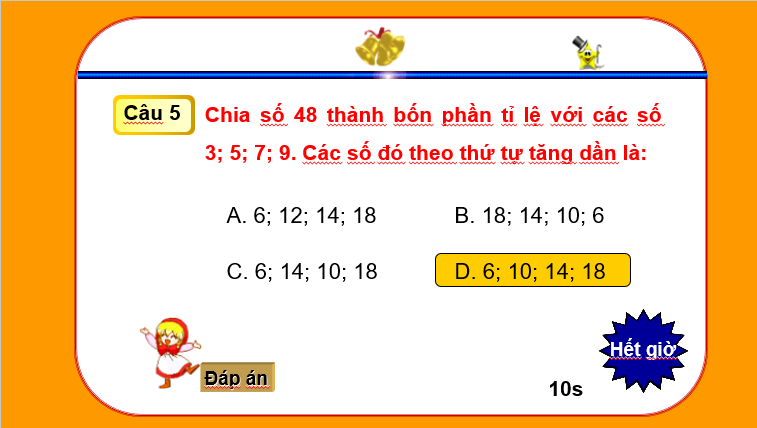 Câu 5
Chia số 48 thành bốn phần tỉ lệ với các số
3; 5; 7; 9. Các số đó theo thứ tự tăng dần là:
A. 6; 12; 14; 18
B. 18; 14; 10; 6
C. 6; 14; 10; 18
D. 6; 10; 14; 18
Đáp án
10s
Hết giờ